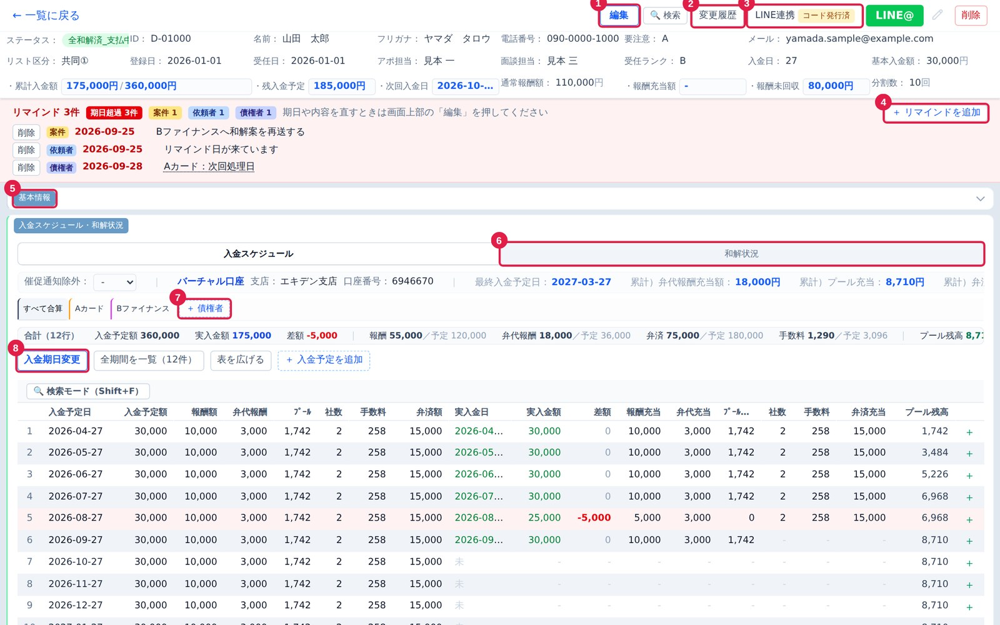 ← 一覧に戻る 1 編集 🔍 検索 2 変更履歴 3 LINE連携 コード発行済 LINE@ 削除
ステータス： 全和解済_支払中 ID： D-01000 名前： 山田　太郎 フリガナ： ヤマダ　タロウ 電話番号： 090-0000-1000 要注意： A メール： yamada.sample@example.com
リスト区分： 共同① 登録日： 2026-01-01 受任日： 2026-01-01 アポ担当： 見本 一 面談担当： 見本 三 受任ランク： B 入金日： 27 基本入金額： 30,000円
・累計入金額 175,000円 / 360,000円 ・残入金予定 185,000円 ・次回入金日 2026-10-... 通常報酬額： 110,000円 ・報酬充当額 - ・報酬未回収 80,000円 分割数： 10回
リマインド 3件 期日超過 3件 案件 1 依頼者 1 債権者 1 期日や内容を直すときは画面上部の「編集」を押してください 4 ＋ リマインドを追加
削除 案件 2026-09-25 Bファイナンスへ和解案を再送する
削除 依頼者 2026-09-25 リマインド日が来ています
削除 債権者 2026-09-28 Aカード：次回処理日
5 基本情報
入金スケジュール・和解状況
入金スケジュール 6 和解状況
催促通知除外： - | バーチャル口座 支店： エキデン支店 口座番号： 6946670 | 最終入金予定日： 2027-03-27 累計）弁代報酬充当額： 18,000円 累計）プール充当： 8,710円 累計）弁
すべて合算 Aカード Bファイナンス 7 ＋ 債権者
合計（12行） 入金予定額 360,000 実入金額 175,000 差額 -5,000 | 報酬 55,000／予定 120,000 弁代報酬 18,000／予定 36,000 弁済 75,000／予定 180,000 手数料 1,290／予定 3,096 | プール残高 8,71
8 入金期日変更 全期間を一覧（12件） 表を広げる ＋ 入金予定を追加
🔍 検索モード（Shift+F）
入金予定日 入金予定額 報酬額 弁代報酬 ﾌﾟｰﾙ 社数 手数料 弁済額 実入金日 実入金額 差額 報酬充当 弁代充当 ﾌﾟｰﾙ... 社数 手数料 弁済充当 プール残高
1 2026-04-27 30,000 10,000 3,000 1,742 2 258 15,000 2026-04... 30,000 0 10,000 3,000 1,742 2 258 15,000 1,742 +
2 2026-05-27 30,000 10,000 3,000 1,742 2 258 15,000 2026-05... 30,000 0 10,000 3,000 1,742 2 258 15,000 3,484 +
3 2026-06-27 30,000 10,000 3,000 1,742 2 258 15,000 2026-06... 30,000 0 10,000 3,000 1,742 2 258 15,000 5,226 +
4 2026-07-27 30,000 10,000 3,000 1,742 2 258 15,000 2026-07... 30,000 0 10,000 3,000 1,742 2 258 15,000 6,968 +
5 2026-08-27 30,000 10,000 3,000 1,742 2 258 15,000 2026-08... 25,000 -5,000 5,000 3,000 0 2 258 15,000 6,968 +
6 2026-09-27 30,000 10,000 3,000 1,742 2 258 15,000 2026-09... 30,000 0 10,000 3,000 1,742 - - - 8,710 +
7 2026-10-27 30,000 10,000 3,000 1,742 2 258 15,000 未 - - - - - - - - 8,710 +
8 2026-11-27 30,000 10,000 3,000 1,742 2 258 15,000 未 - - - - - - - - 8,710 +
9 2026-12-27 30,000 10,000 3,000 1,742 2 258 15,000 未 - - - - - - - - 8,710 +